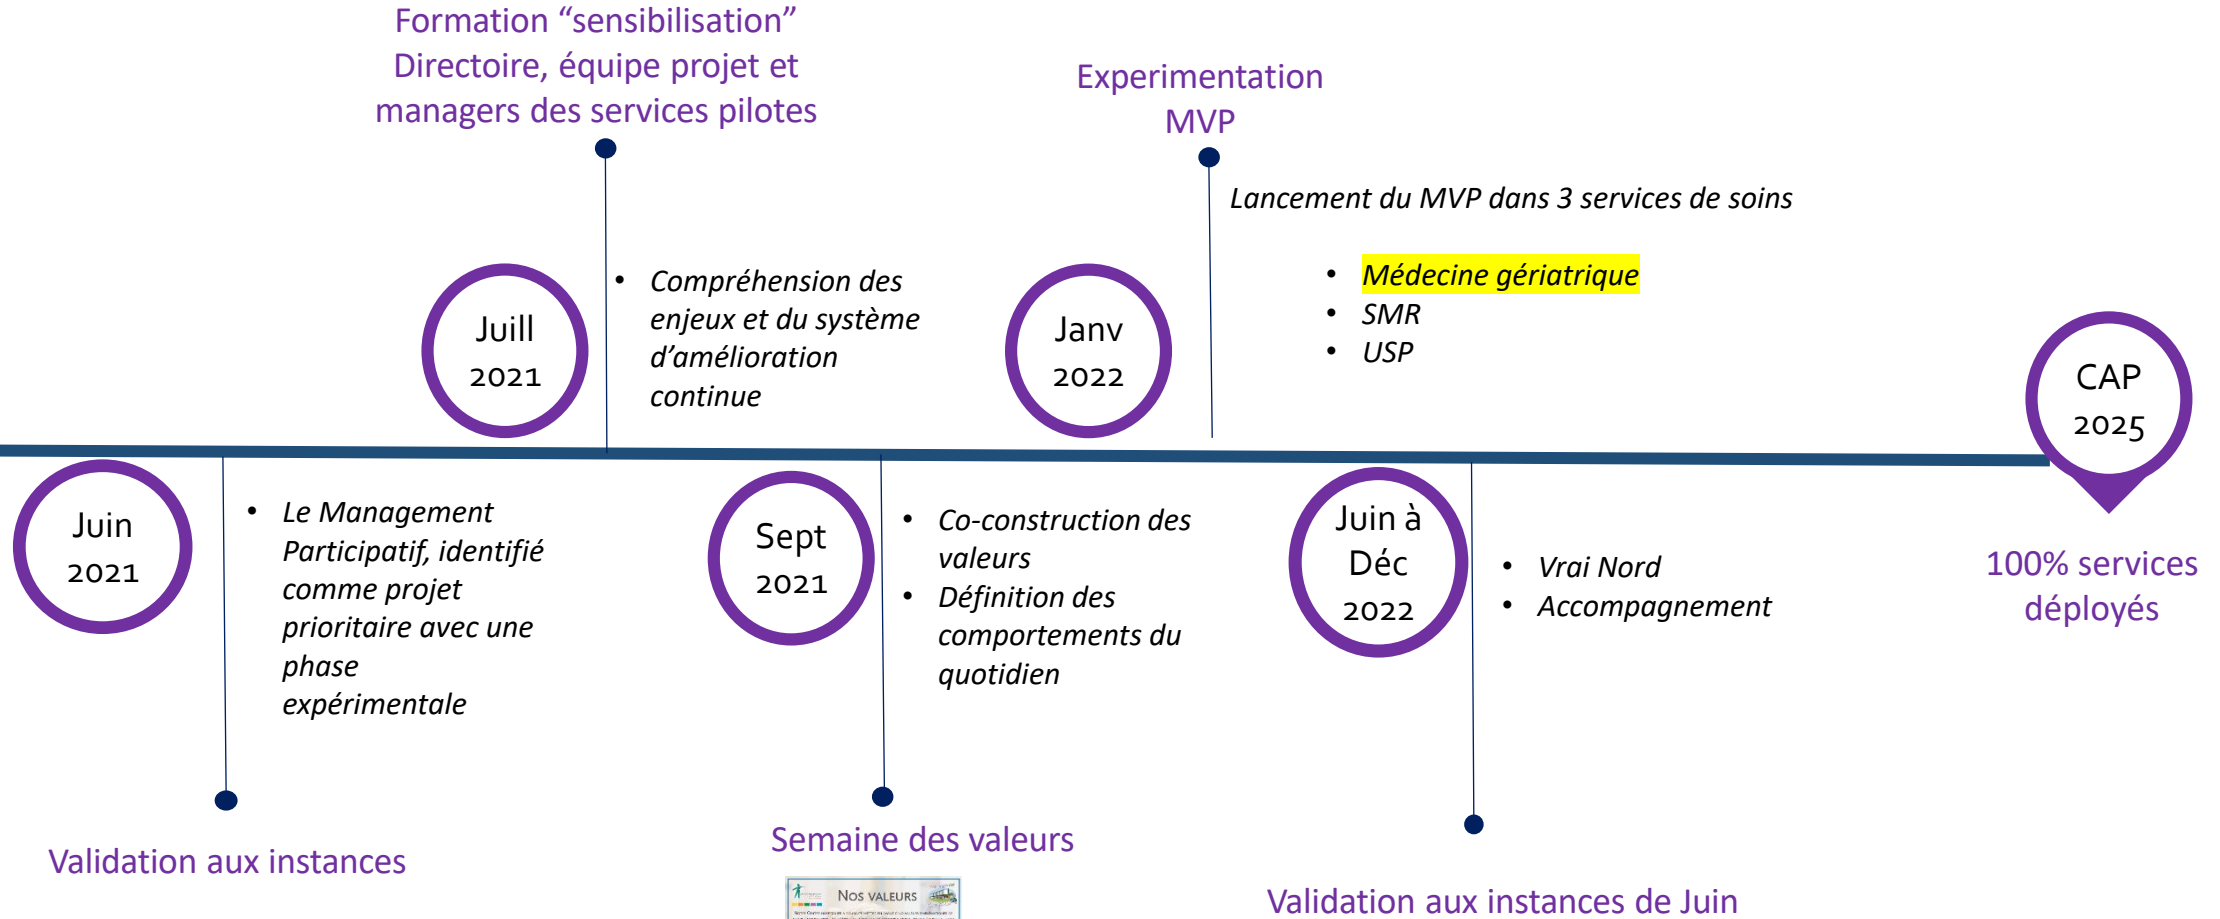 Formation “sensibilisation”
Directoire, équipe projet et
managers des services pilotes
Experimentation
MVP
Lancement du MVP dans 3 services de soins
• Médecine gériatrique
• SMR
• USP
Juill
2021
• Compréhension des
enjeux et du système
d’amélioration
continue
Janv
2022
CAP
2025
Juin
2021
• Le Management
Participatif, identifié
comme projet
prioritaire avec une
phase
expérimentale
Sept
2021
• Co-construction des
valeurs
• Définition des
comportements du
quotidien
Juin à
Déc
2022
• Vrai Nord
• Accompagnement
100% services
déployés
Validation aux instances
Semaine des valeurs
NOS VALEURS
Validation aux instances de Juin